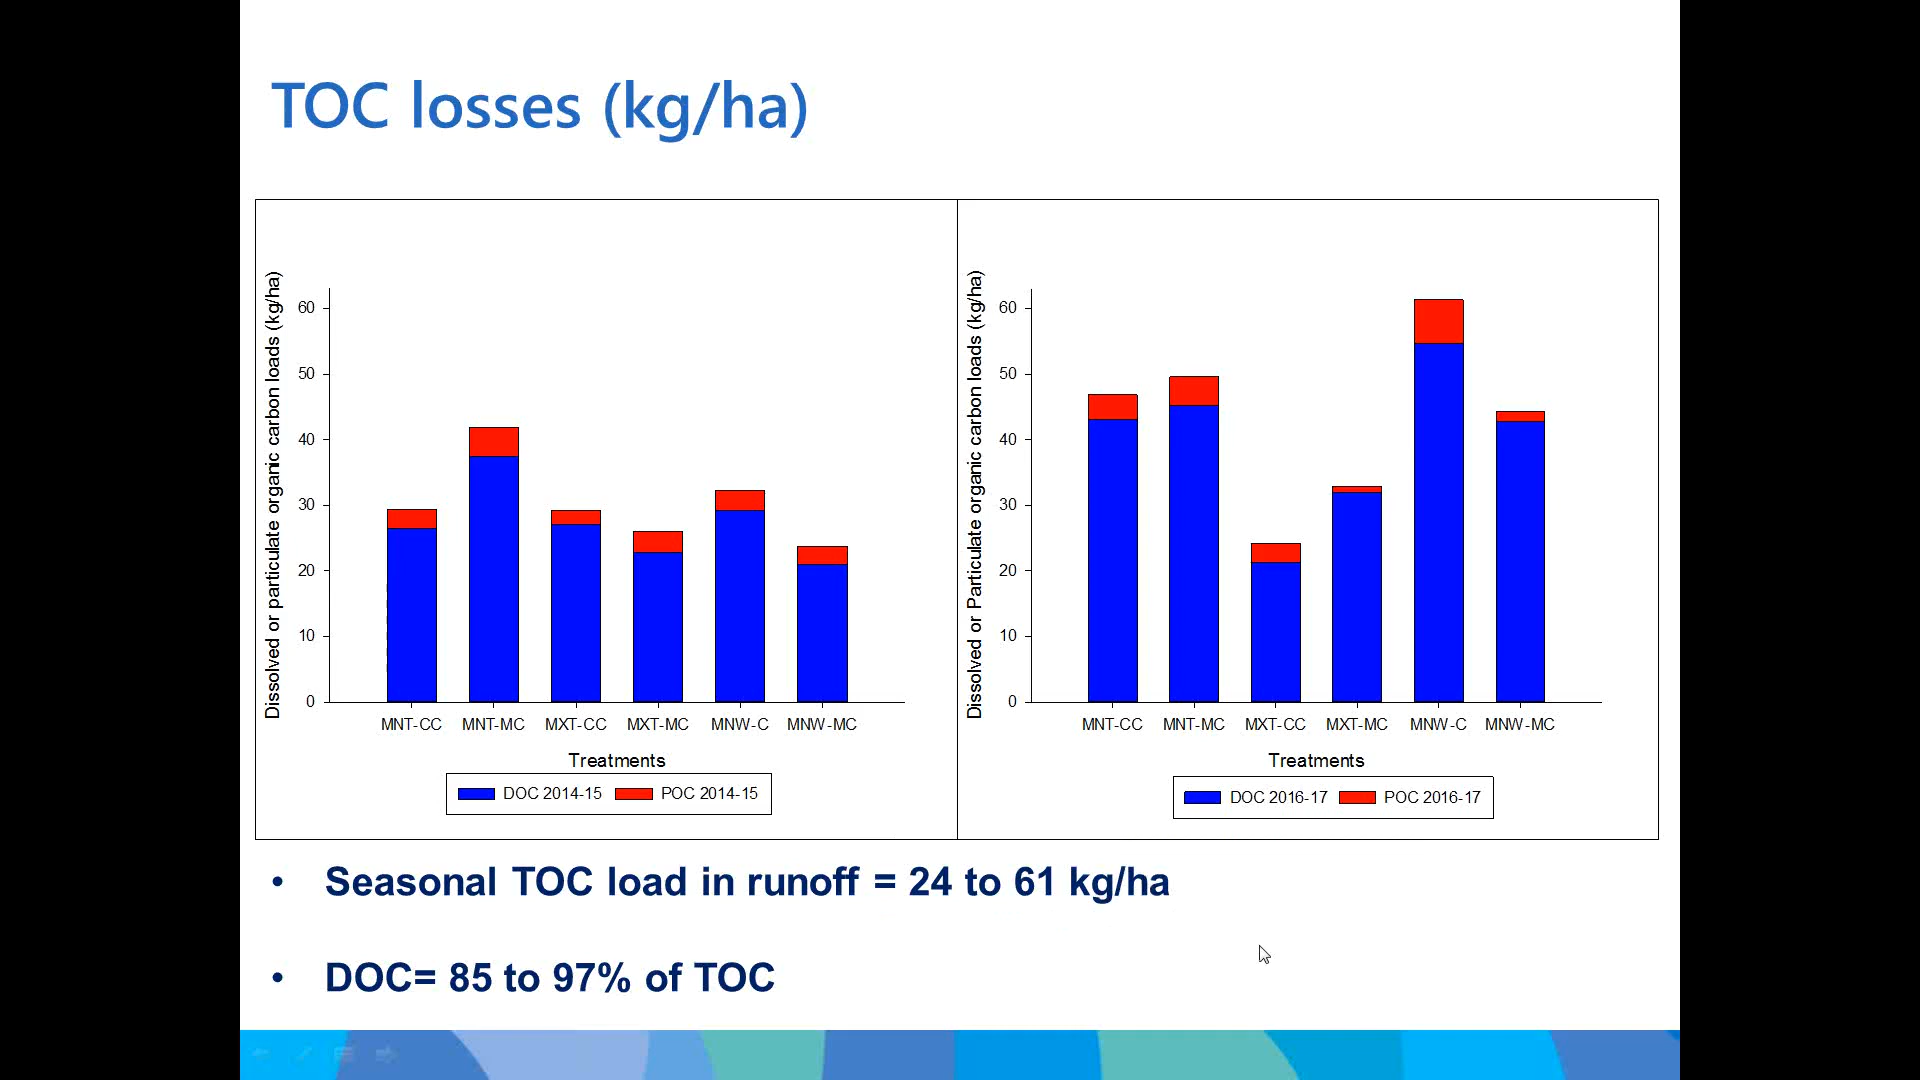 TOC losses (kg/ha)
Dissolved or particulate organic carbon loads (kg/ha)
60
50
40
30
20
10
0
MNT-CC MNT-MC MXT-CC MXT-MC MNW-C MNW-MC
Treatments
DOC 2014-15 POC 2014-15
Dissolved or Particulate organic carbon loads (kg/ha)
60
50
40
30
20
10
0
MNT-CC MNT-MC MXT-CC MXT-MC MNW-C MNW-MC
Treatments
DOC 2016-17 POC 2016-17
• Seasonal TOC load in runoff = 24 to 61 kg/ha
• DOC= 85 to 97% of TOC